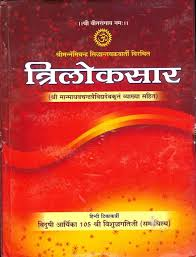 ॥ श्री वीतरागाय नमः ॥
श्रीमन्नेमिचन्द्र सिद्धान्तचक्रवर्ती विरचित
त्रिलोकसार
(श्री मान्माधवचन्द्रत्रैविद्यदेवकृत व्याख्या सहित)
हिन्दी टीकाकर्त्री
विदुषी आर्यिका 105 श्री विशुद्धमतिजी